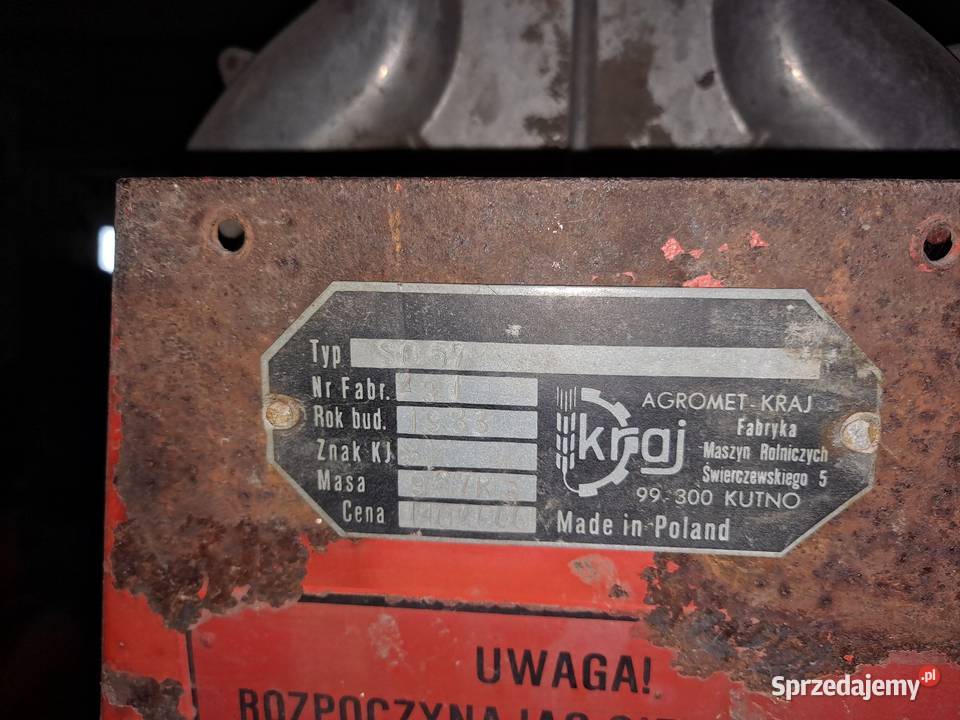 Typ
Nr Fabr.
Rok bud. 1983
Znak KJ
Masa
Cena
kraj
AGROMET-KRAJ
Fabryka
Maszyn Rolniczych
Świerczewskiego 5
99-300 KUTNO
Made in Poland
UWAGA!
Sprzedajemy.pl